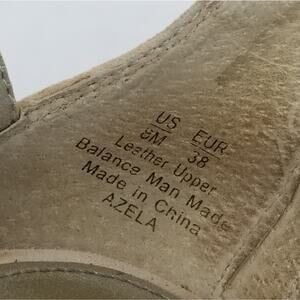 US EUR
8M 38
Leather Upper
Balance Man Made
Made in China
AZELA